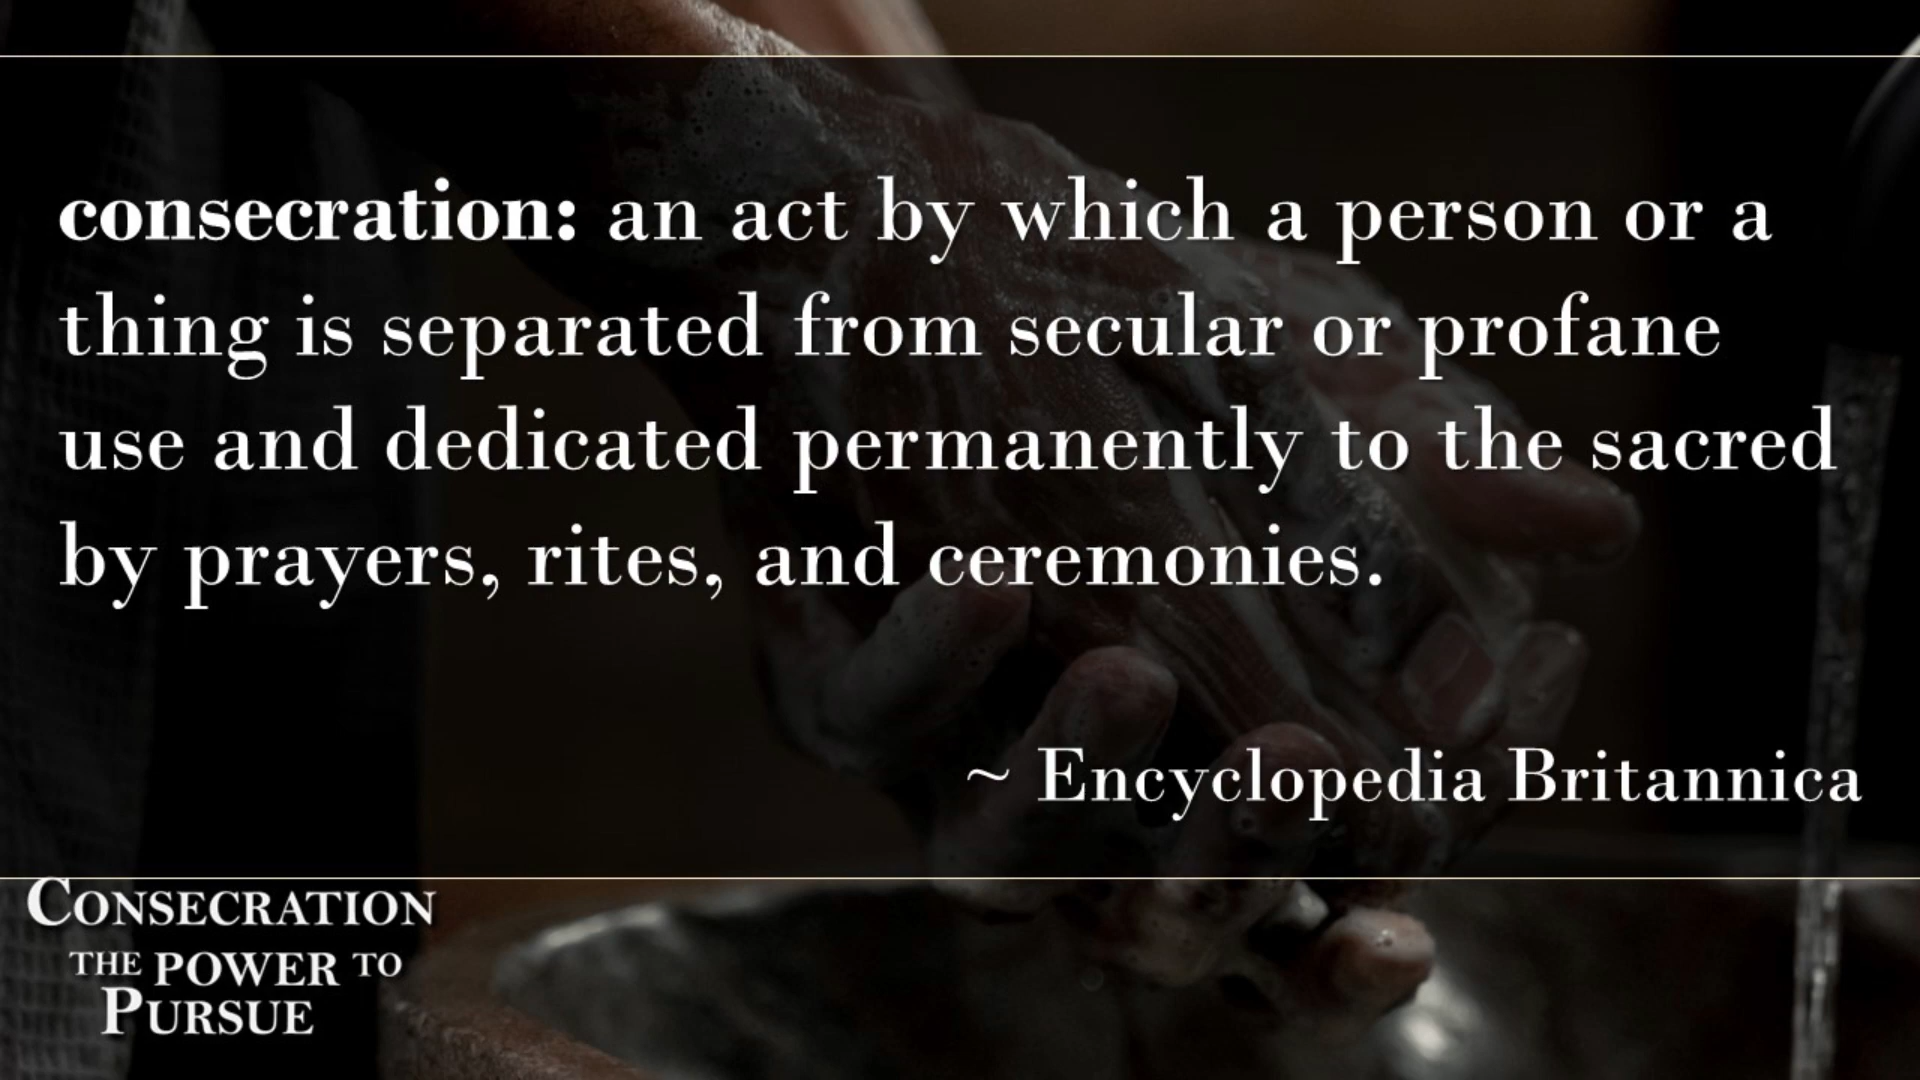 consecration: an act by which a person or a
thing is separated from secular or profane
use and dedicated permanently to the sacred
by prayers, rites, and ceremonies.
~ Encyclopedia Britannica
CONSECRATION
THE POWER TO
PURSUE